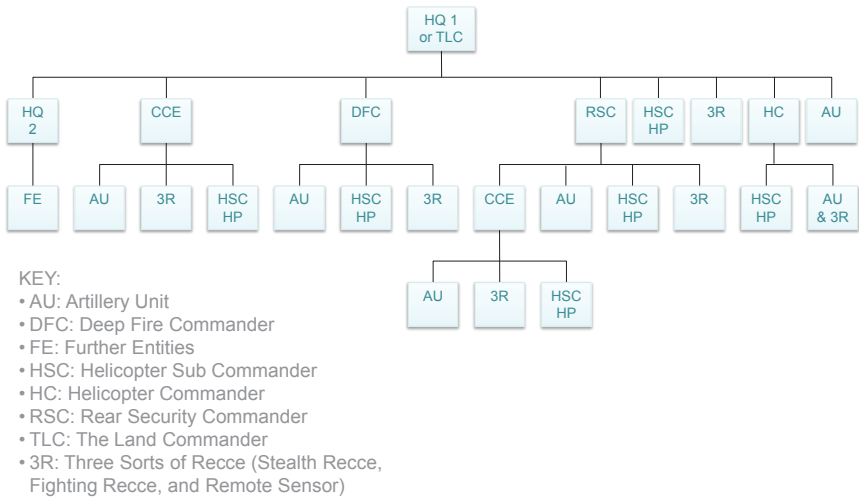 HQ 1
or TLC
HQ
2
CCE
DFC
RSC
HSC
HP
3R
HC
AU
FE
AU
3R
HSC
HP
AU
HSC
HP
3R
CCE
AU
HSC
HP
3R
HSC
HP
AU
& 3R
AU
3R
HSC
HP
KEY:
• AU: Artillery Unit
• DFC: Deep Fire Commander
• FE: Further Entities
• HSC: Helicopter Sub Commander
• HC: Helicopter Commander
• RSC: Rear Security Commander
• TLC: The Land Commander
• 3R: Three Sorts of Recce (Stealth Recce,
Fighting Recce, and Remote Sensor)